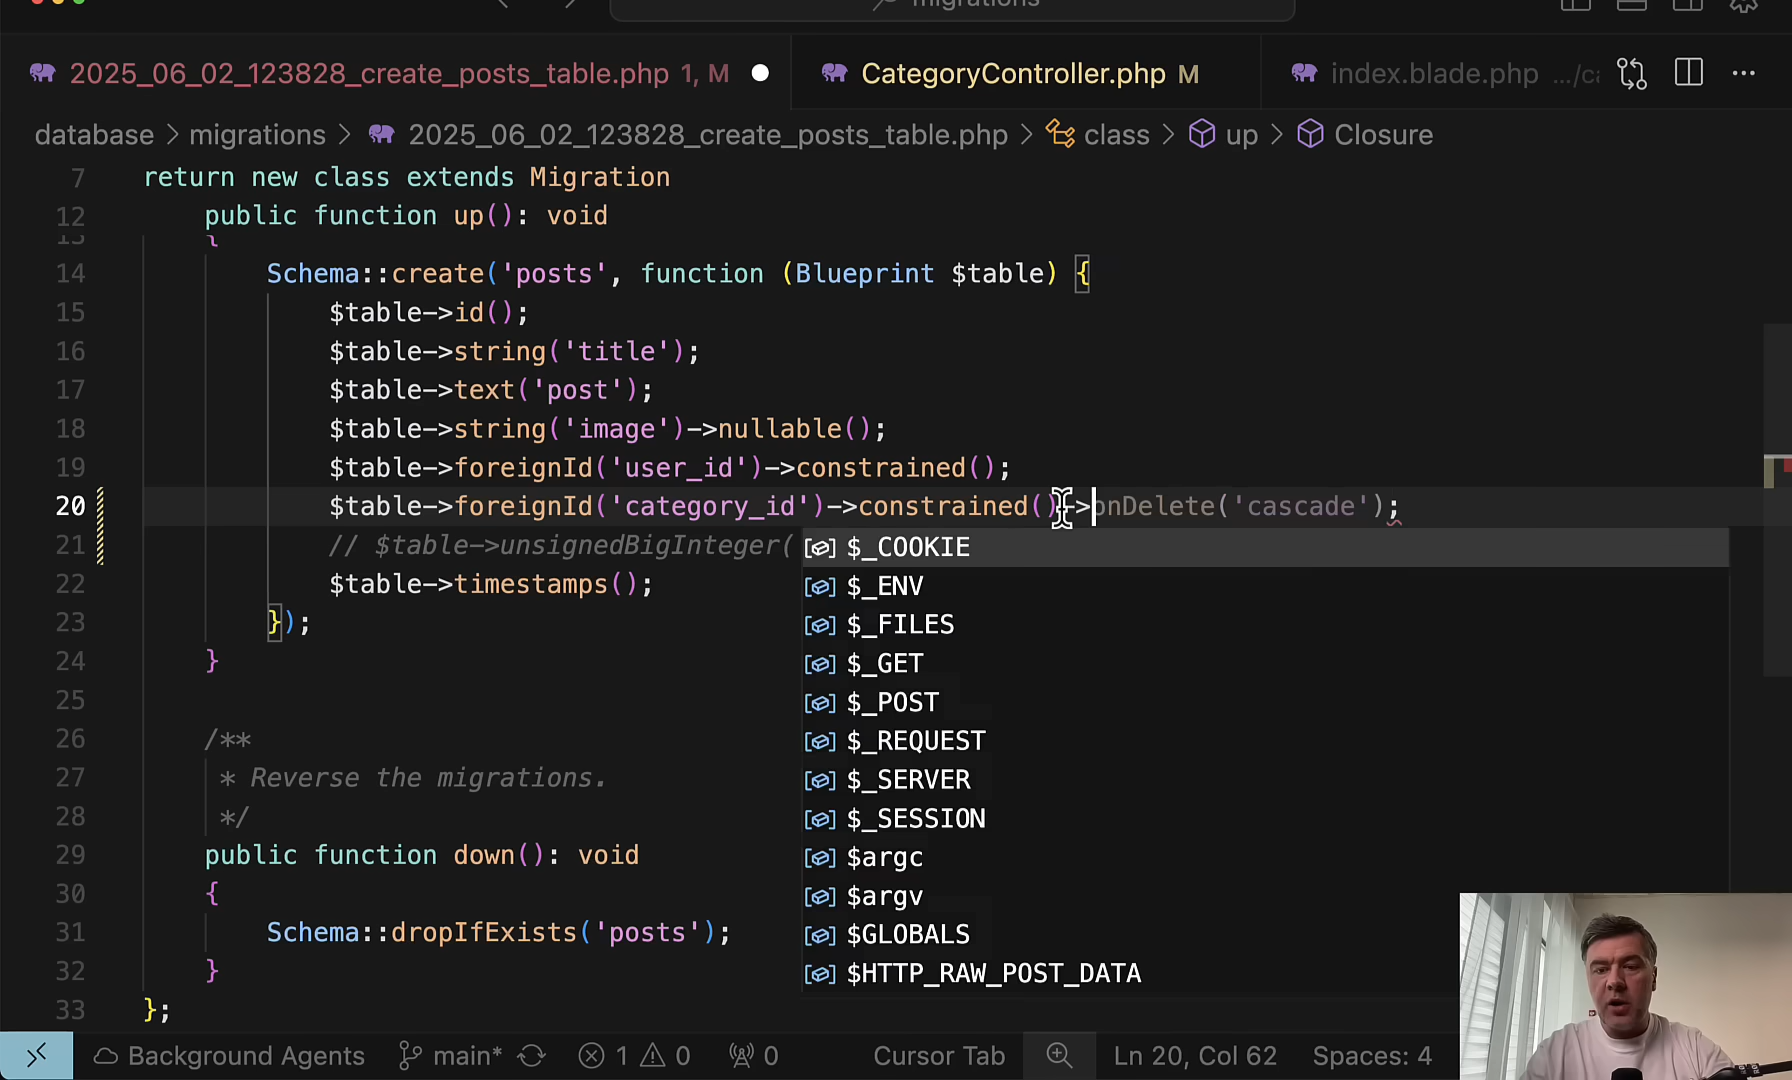 migrations
2025_06_02_123828_create_posts_table.php 1, M
CategoryController.php M
index.blade.php …/ca
database > migrations > 2025_06_02_123828_create_posts_table.php > class > up > Closure
7 return new class extends Migration
12 public function up(): void
13 {
14 Schema::create('posts', function (Blueprint $table) {
15 $table->id();
16 $table->string('title');
17 $table->text('post');
18 $table->string('image')->nullable();
19 $table->foreignId('user_id')->constrained();
20 $table->foreignId('category_id')->constrained()->onDelete('cascade');
21 // $table->unsignedBigInteger(
22 $table->timestamps();
23 });
24 }
25
26 /**
27 * Reverse the migrations.
28 */
29 public function down(): void
30 {
31 Schema::dropIfExists('posts');
32 }
33 };
$_COOKIE
$_ENV
$_FILES
$_GET
$_POST
$_REQUEST
$_SERVER
$_SESSION
$argc
$argv
$GLOBALS
$HTTP_RAW_POST_DATA
Background Agents main* 1 0 0 Cursor Tab Ln 20, Col 62 Spaces: 4